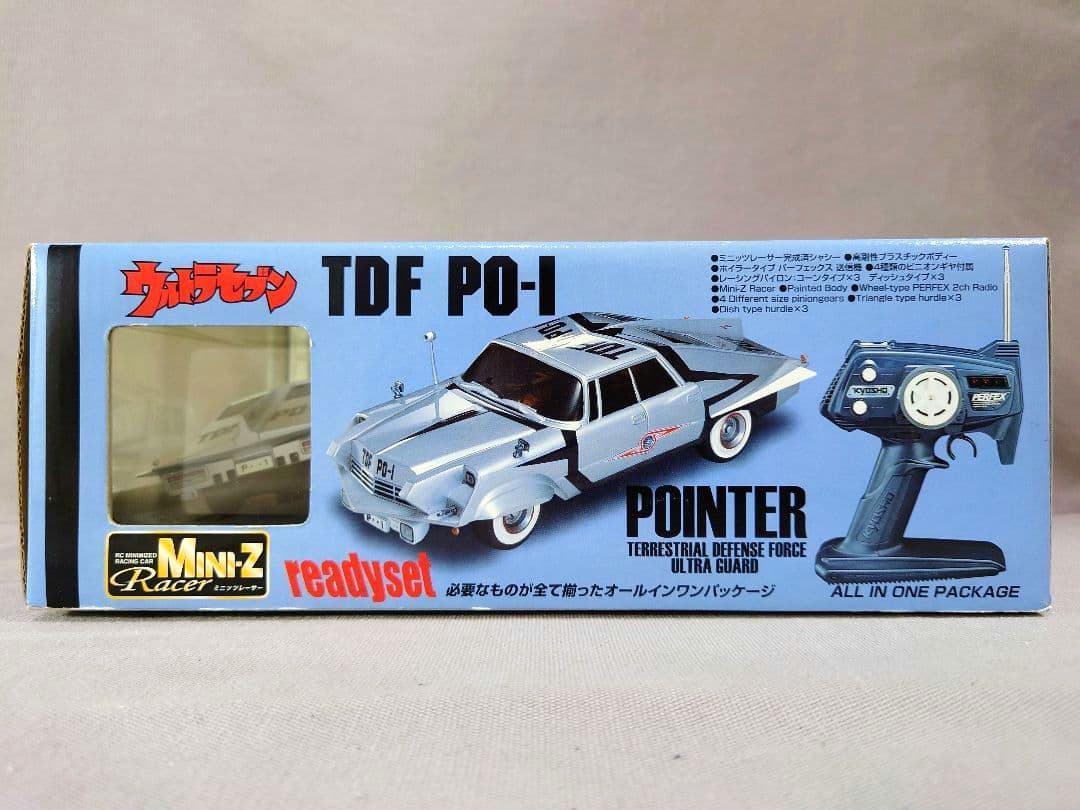 ウルトラセブン
TDF PO-1
●ミニッツレーサー完成済シャシー ●高剛性プラスチックボディー
●ホイラータイプ パーフェックス 送信機 ●4種類のピニオンギヤ付属
●レーシングパイロン:コーンタイプ×3 ディッシュタイプ×3
●Mini-Z Racer ●Painted Body ●Wheel-type PERFEX 2ch Radio
●4 Different size piniongears ●Triangle type hurdle×3
●Dish type hurdle×3
TDF PO
TDF PO-1
P-1
P-1
KYOSHO
PERFEX
KYOSHO
POINTER
TERRESTRIAL DEFENSE FORCE
ULTRA GUARD
RC MINIMIZED
RACING CAR
MINI-Z
Racer ミニッツレーサー
readyset
必要なものが全て揃ったオールインワンパッケージ
ALL IN ONE PACKAGE